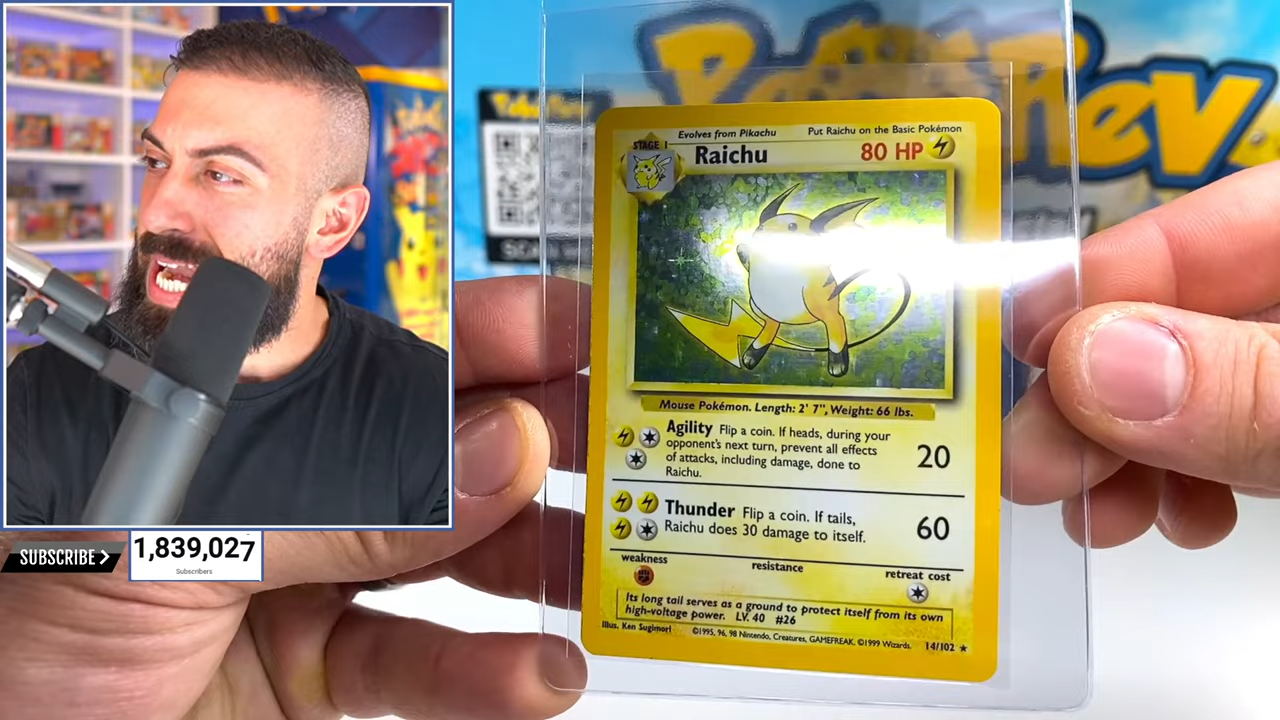 PokeRev
PokeRev
Evolves from Pikachu
Put Raichu on the Basic Pokémon
STAGE 1
Raichu
80 HP
Mouse Pokémon. Length: 2' 7", Weight: 66 lbs.
Agility Flip a coin. If heads, during your
opponent's next turn, prevent all effects
of attacks, including damage, done to
Raichu.
20
Thunder Flip a coin. If tails,
Raichu does 30 damage to itself.
60
weakness
resistance
retreat cost
Its long tail serves as a ground to protect itself from its own
high-voltage power. LV. 40 #26
Illus. Ken Sugimori
©1995, 96, 98 Nintendo, Creatures, GAMEFREAK. ©1999 Wizards.
14/102 ★
SUBSCRIBE >
1,839,027
Subscribers